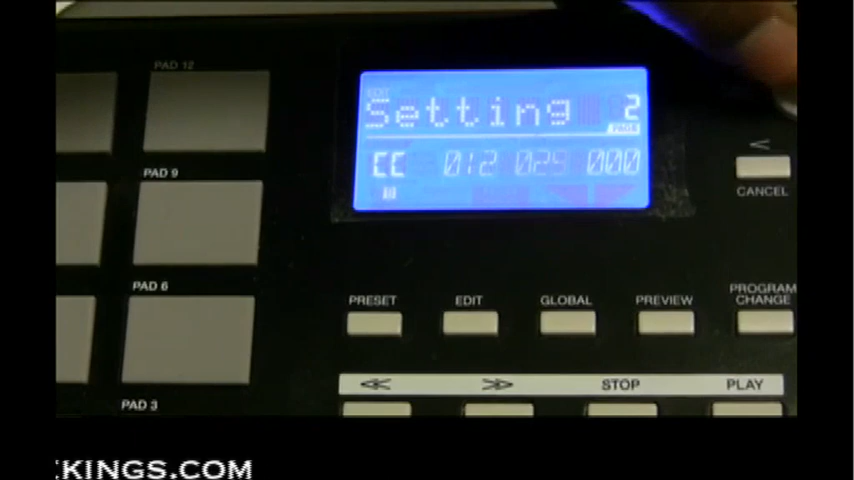 PAD 12
EDIT
Setting 2
PAGE
CC 012 024 000
<
PAD 9
CANCEL
PAD 6
PRESET EDIT GLOBAL PREVIEW PROGRAM CHANGE
<< >> STOP PLAY
PAD 3
KINGS.COM